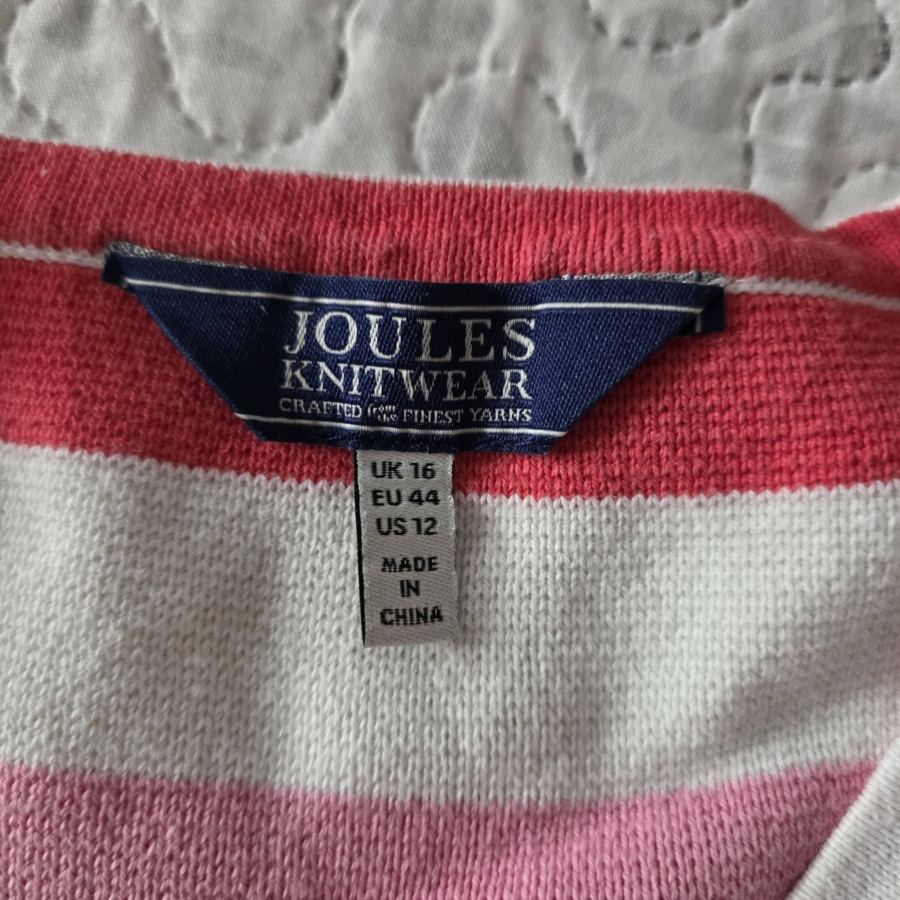 JOULES
KNITWEAR
CRAFTED from the FINEST YARNS
UK 16
EU 44
US 12
MADE
IN
CHINA